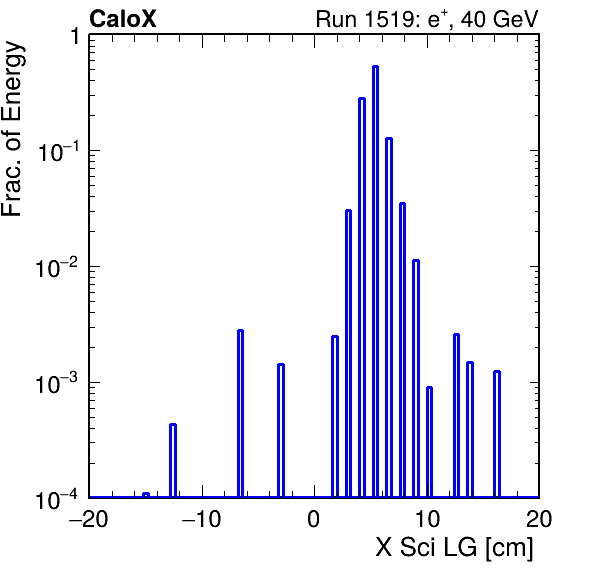 CaloX Run 1519: e⁺, 40 GeV
Frac. of Energy
1
10⁻¹
10⁻²
10⁻³
10⁻⁴
−20 −10 0 10 20
X Sci LG [cm]